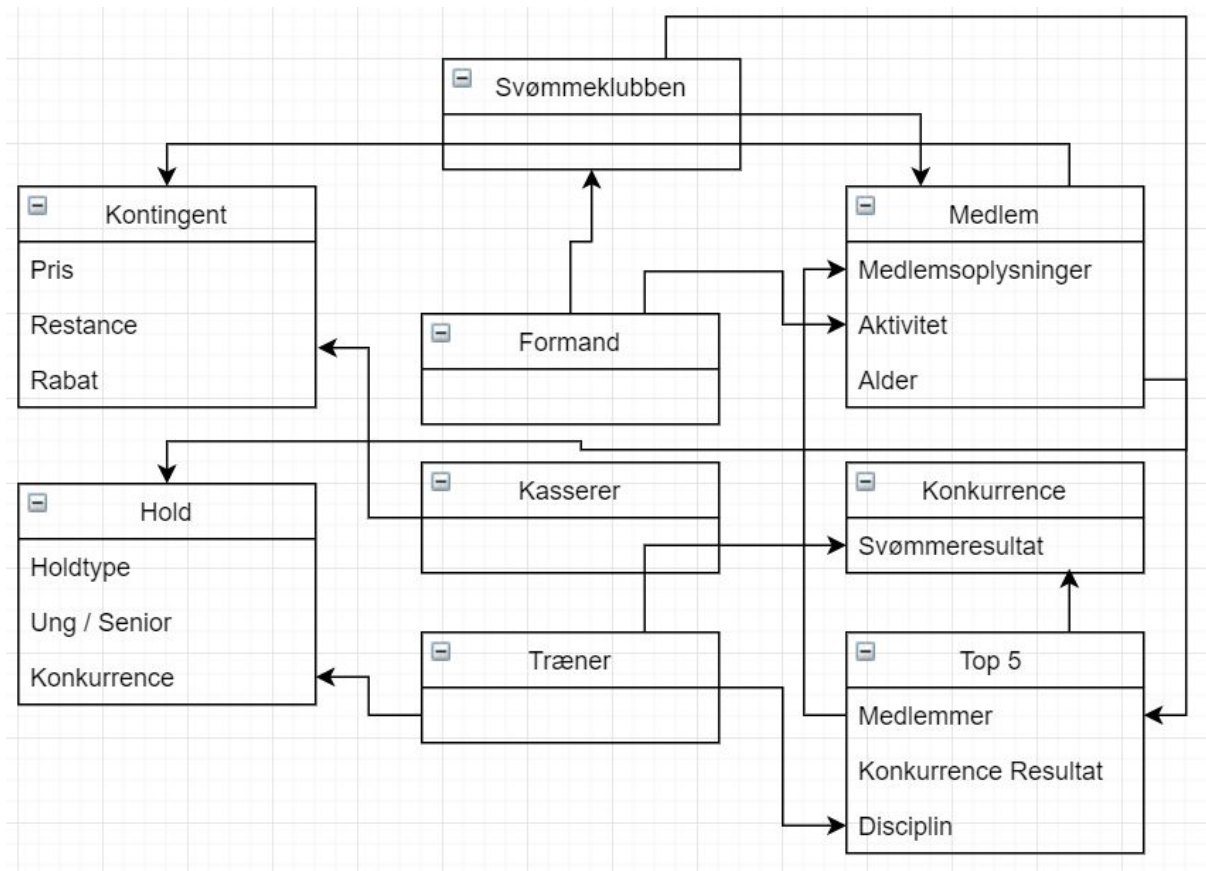 Svømmeklubben
Kontingent
Pris
Restance
Rabat
Medlem
Medlemsoplysninger
Aktivitet
Alder
Formand
Kasserer
Konkurrence
Svømmeresultat
Hold
Holdtype
Ung / Senior
Konkurrence
Træner
Top 5
Medlemmer
Konkurrence Resultat
Disciplin